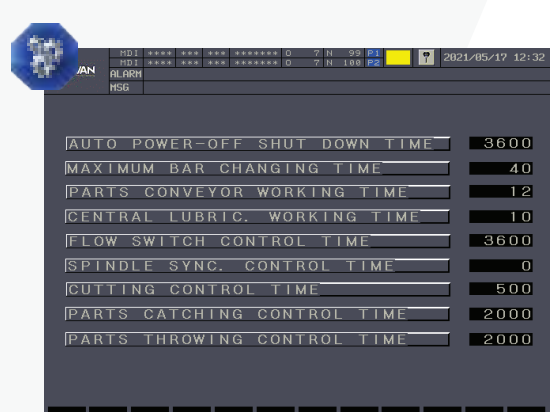 MDI **** *** *** ******* O 7 N 99 P1
MDI **** *** *** ******* O 7 N 100 P2
2021/05/17 12:32
ALARM
MSG
AUTO POWER-OFF SHUT DOWN TIME 3600
MAXIMUM BAR CHANGING TIME 40
PARTS CONVEYOR WORKING TIME 12
CENTRAL LUBRIC. WORKING TIME 10
FLOW SWITCH CONTROL TIME 3600
SPINDLE SYNC. CONTROL TIME 0
CUTTING CONTROL TIME 500
PARTS CATCHING CONTROL TIME 2000
PARTS THROWING CONTROL TIME 2000